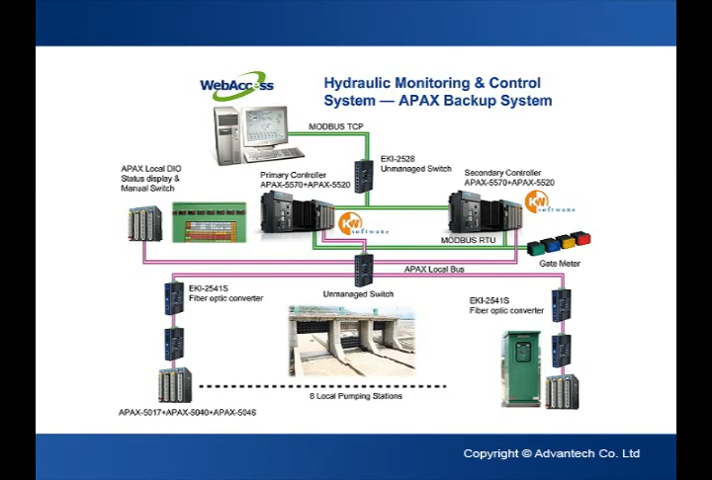 WebAccess
Hydraulic Monitoring & Control
System — APAX Backup System
MODBUS TCP
EKI-2528
Unmanaged Switch
APAX Local DIO
Status display &
Manual Switch
Primary Controller
APAX-5570+APAX-5520
Secondary Controller
APAX-5570+APAX-5520
KW
software
KW
software
MODBUS RTU
Gate Meter
APAX Local Bus
EKI-2541S
Fiber optic converter
Unmanaged Switch
EKI-2541S
Fiber optic converter
8 Local Pumping Stations
APAX-5017+APAX-5040+APAX-5046
Copyright © Advantech Co. Ltd